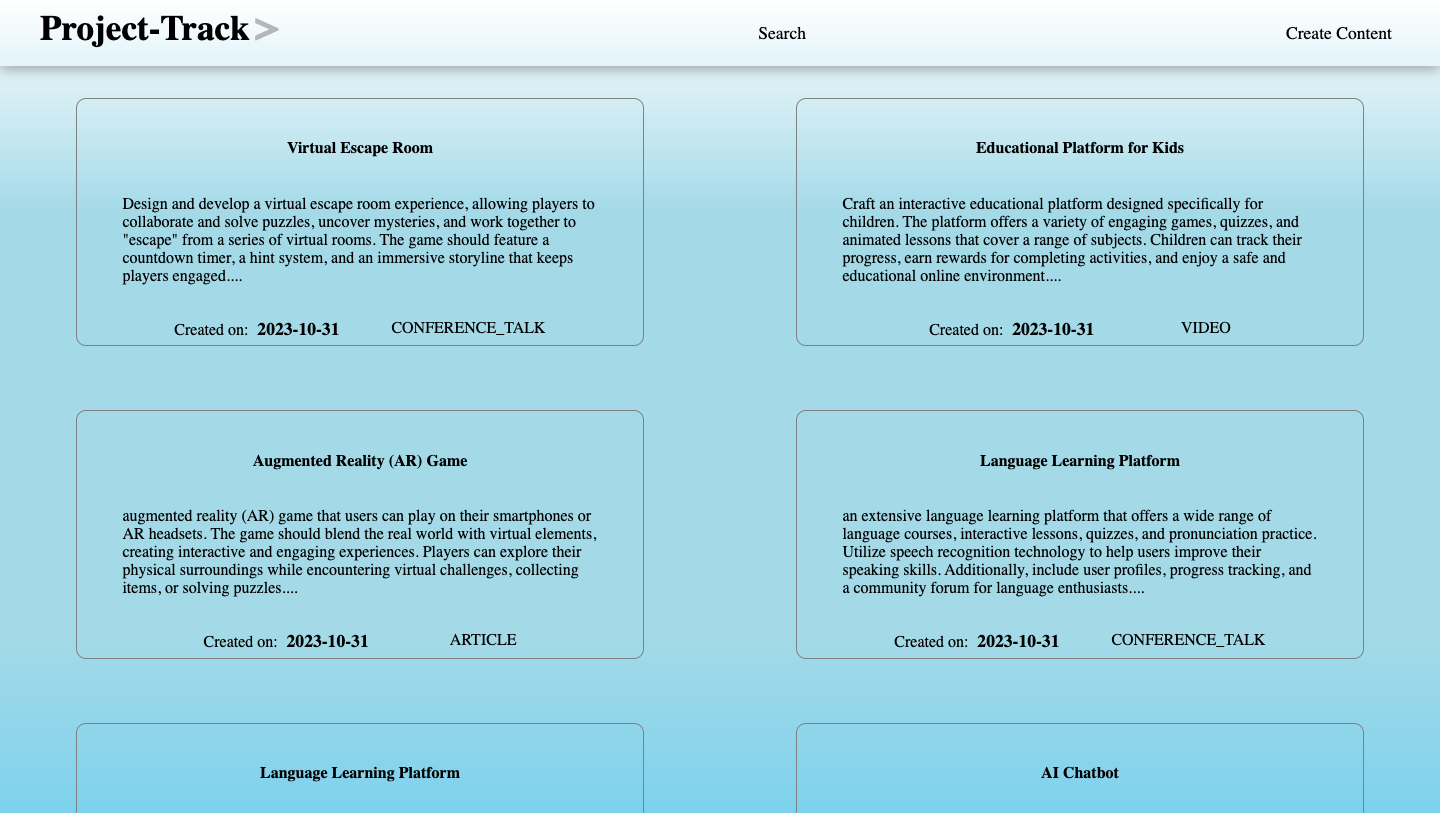 Project-Track >
Search
Create Content
Virtual Escape Room
Design and develop a virtual escape room experience, allowing players to
collaborate and solve puzzles, uncover mysteries, and work together to
"escape" from a series of virtual rooms. The game should feature a
countdown timer, a hint system, and an immersive storyline that keeps
players engaged....
Created on: 2023-10-31 CONFERENCE_TALK
Educational Platform for Kids
Craft an interactive educational platform designed specifically for
children. The platform offers a variety of engaging games, quizzes, and
animated lessons that cover a range of subjects. Children can track their
progress, earn rewards for completing activities, and enjoy a safe and
educational online environment....
Created on: 2023-10-31 VIDEO
Augmented Reality (AR) Game
augmented reality (AR) game that users can play on their smartphones or
AR headsets. The game should blend the real world with virtual elements,
creating interactive and engaging experiences. Players can explore their
physical surroundings while encountering virtual challenges, collecting
items, or solving puzzles....
Created on: 2023-10-31 ARTICLE
Language Learning Platform
an extensive language learning platform that offers a wide range of
language courses, interactive lessons, quizzes, and pronunciation practice.
Utilize speech recognition technology to help users improve their
speaking skills. Additionally, include user profiles, progress tracking, and
a community forum for language enthusiasts....
Created on: 2023-10-31 CONFERENCE_TALK
Language Learning Platform
AI Chatbot